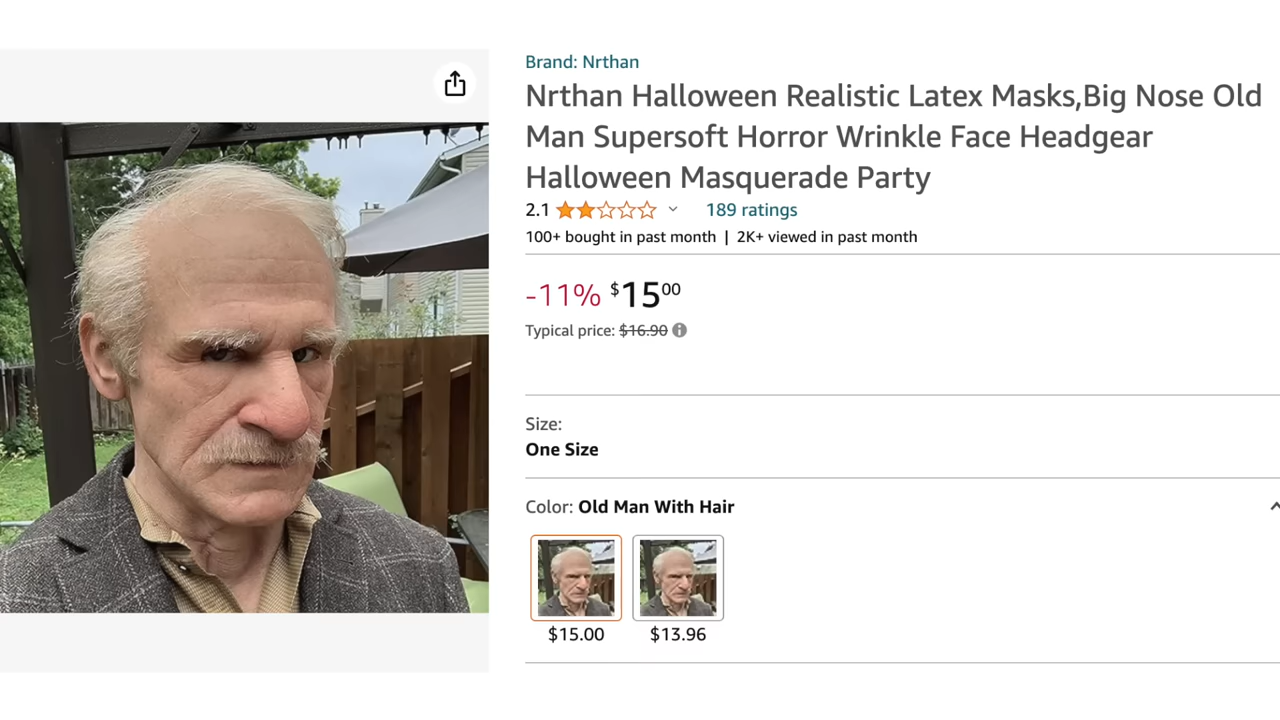 Brand: Nrthan
Nrthan Halloween Realistic Latex Masks,Big Nose Old
Man Supersoft Horror Wrinkle Face Headgear
Halloween Masquerade Party
2.1 189 ratings
100+ bought in past month | 2K+ viewed in past month
-11% $1500
Typical price: $16.90
Size:
One Size
Color: Old Man With Hair
$15.00 $13.96